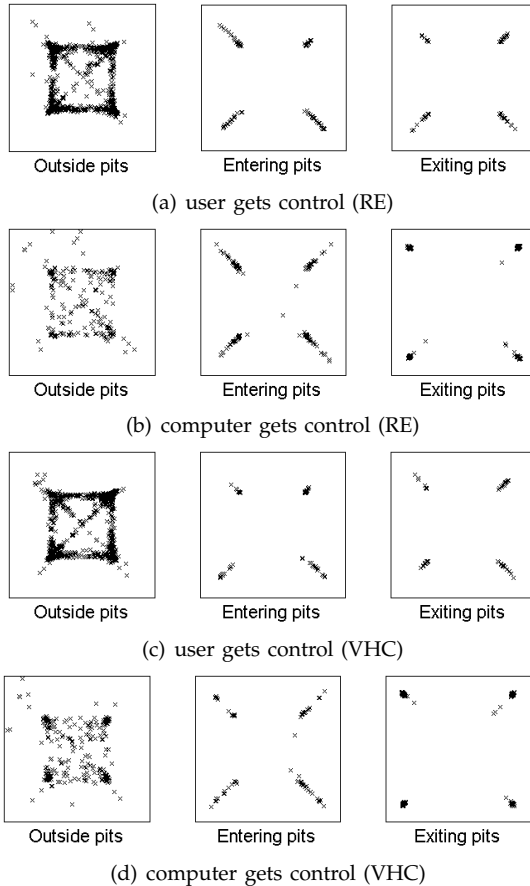 Outside pits Entering pits Exiting pits
(a) user gets control (RE)
Outside pits Entering pits Exiting pits
(b) computer gets control (RE)
Outside pits Entering pits Exiting pits
(c) user gets control (VHC)
Outside pits Entering pits Exiting pits
(d) computer gets control (VHC)